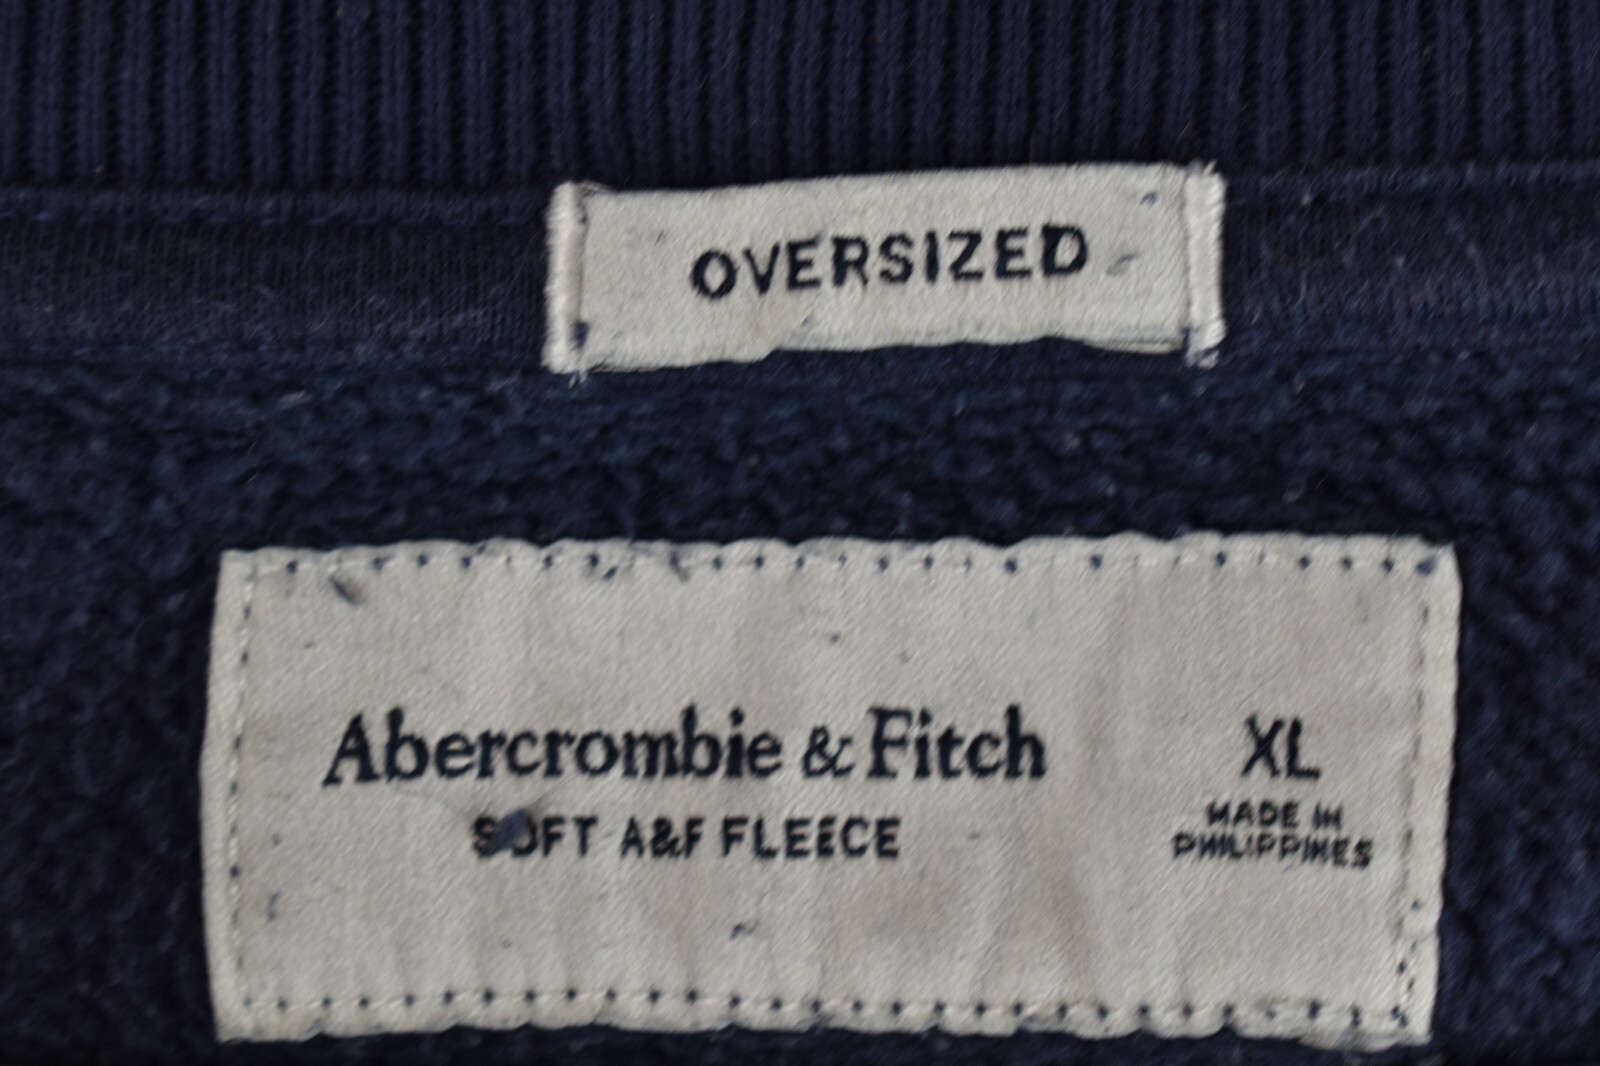 OVERSIZED
Abercrombie & Fitch
SOFT A&F FLEECE
XL
MADE IN
PHILIPPINES